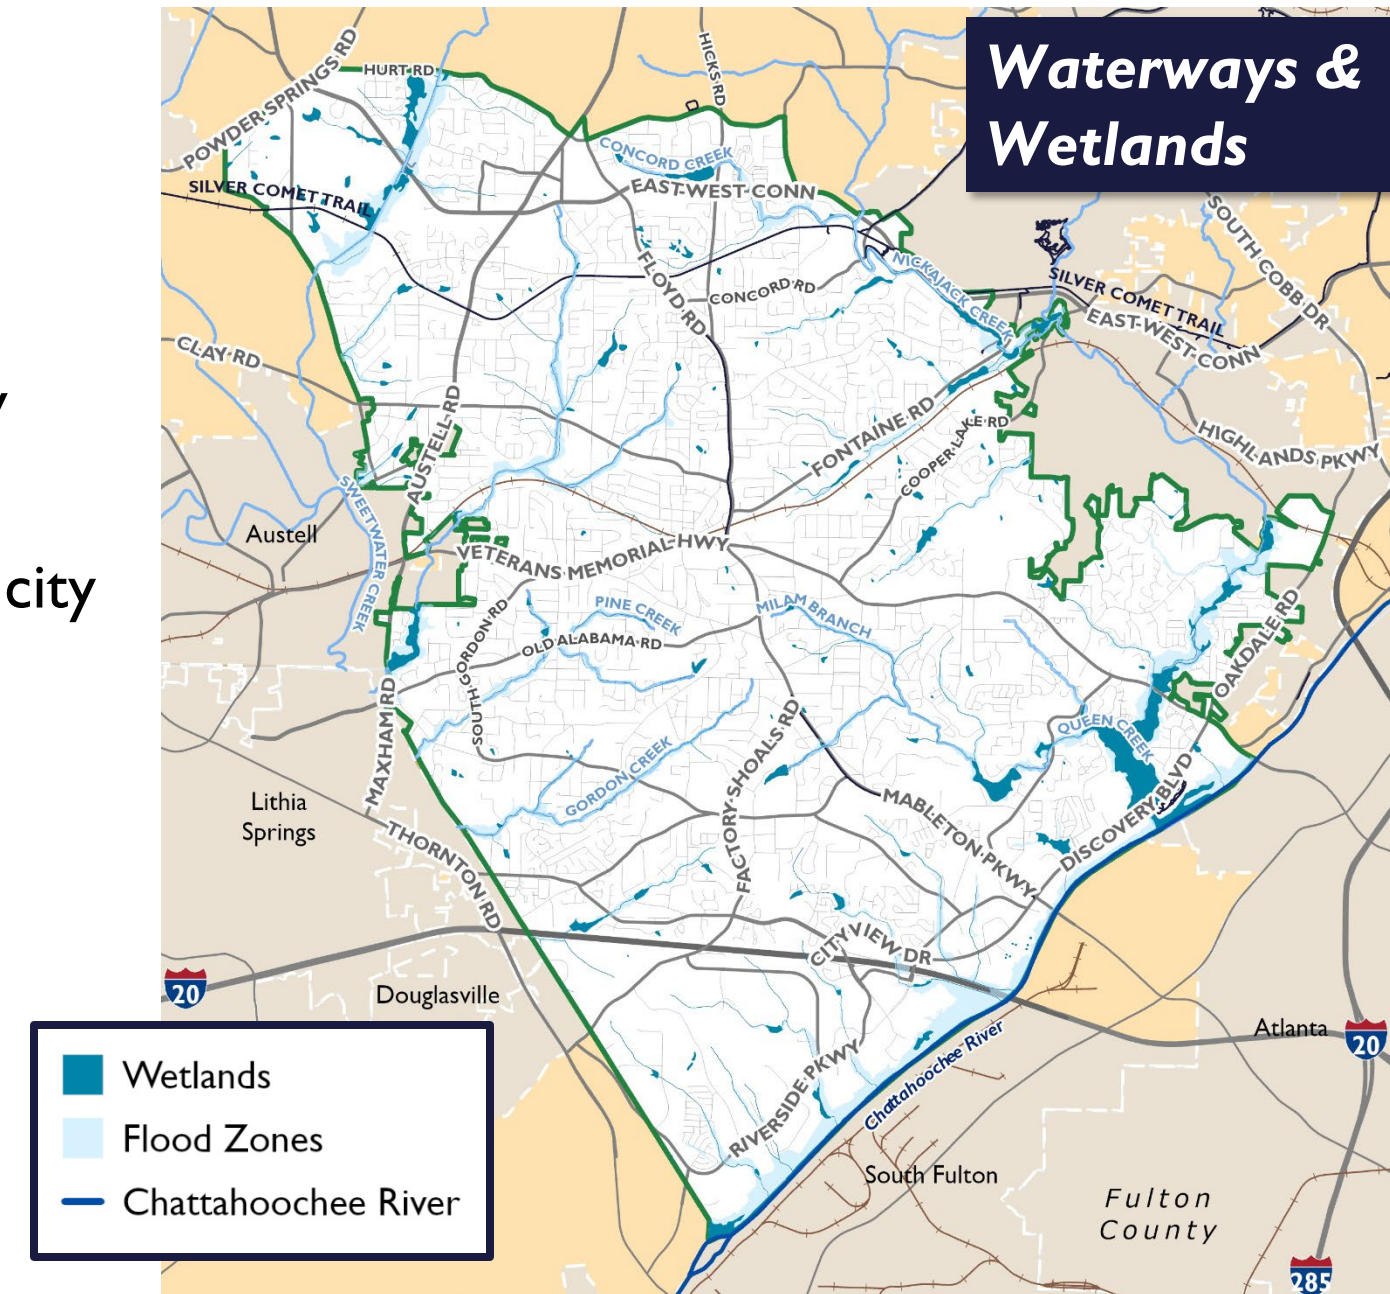 Waterways &
Wetlands
POWDER SPRINGS RD
HURT RD
HICKS RD
CONCORD CREEK
EAST-WEST CONN
SILVER COMET TRAIL
SOUTH COBB DR
FLOYD RD
CONCORD RD
NICKAJACK CREEK
SILVER COMET TRAIL
EAST-WEST CONN
CLAY RD
AUSTELL RD
FONTAINE RD
COOPER LAKE RD
HIGHLANDS PKWY
y
SWEETWATER CREEK
Austell
VETERANS MEMORIAL HWY
city
PINE CREEK
MILAM BRANCH
SOUTH GORDON RD
OLD ALABAMA RD
OAKDALE RD
MAXHAM RD
QUEEN CREEK
GORDON CREEK
FACTORY SHOALS RD
Lithia
Springs
MABLETON PKWY
DISCOVERY BLVD
THORNTON RD
CITY VIEW DR
20
Douglasville
Atlanta
20
Chattahoochee River
RIVERSIDE PKWY
South Fulton
Fulton
County
285
Wetlands
Flood Zones
Chattahoochee River